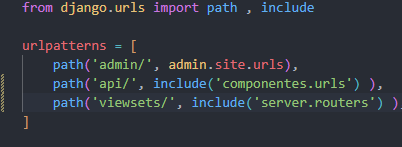 from django.urls import path , include
urlpatterns = [
path('admin/', admin.site.urls),
path('api/', include('componentes.urls') ),
path('viewsets/', include('server.routers') ),
]